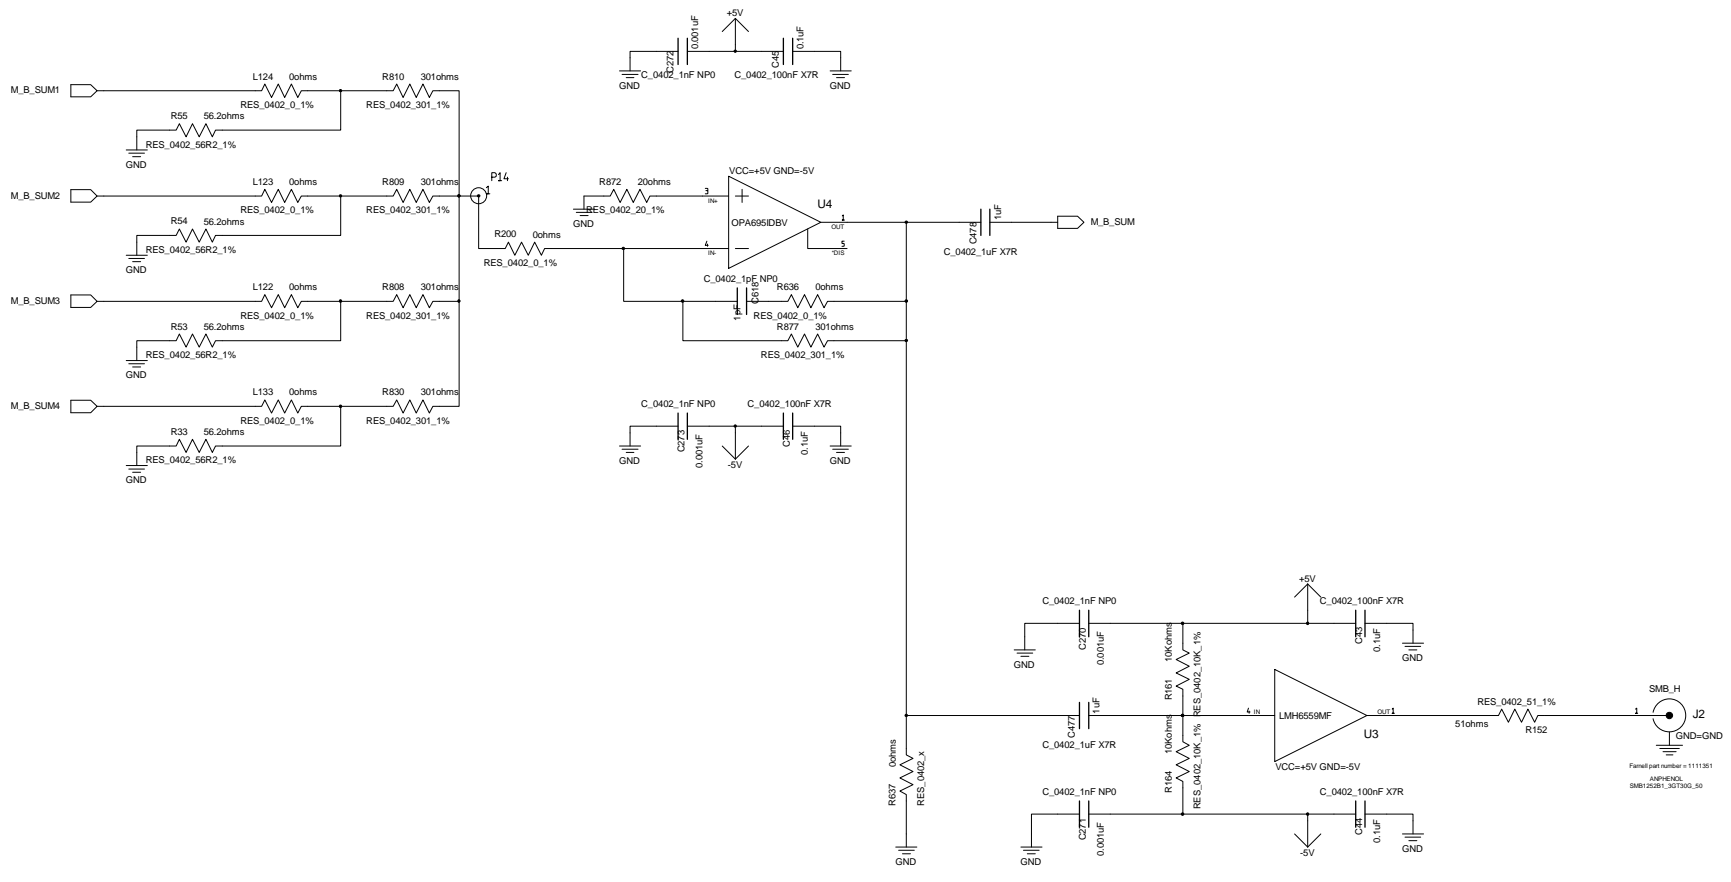 +5V
0.001uF
C272
C_0402_1nF NP0
GND
C45
0.1uF
C_0402_100nF X7R
GND
M_B_SUM1
L124 0ohms
RES_0402_0_1%
R810 301ohms
RES_0402_301_1%
R55 56.2ohms
RES_0402_56R2_1%
GND
M_B_SUM2
L123 0ohms
RES_0402_0_1%
R809 301ohms
RES_0402_301_1%
R54 56.2ohms
RES_0402_56R2_1%
GND
M_B_SUM3
L122 0ohms
RES_0402_0_1%
R808 301ohms
RES_0402_301_1%
R53 56.2ohms
RES_0402_56R2_1%
GND
M_B_SUM4
L133 0ohms
RES_0402_0_1%
R830 301ohms
RES_0402_301_1%
R33 56.2ohms
RES_0402_56R2_1%
GND
P14
1
R200 0ohms
RES_0402_0_1%
R872 20ohms
RES_0402_20_1%
GND
VCC=+5V GND=-5V
U4
OPA695IDBV
3
IN+
4
IN-
1
OUT
5
*DIS
C478
1uF
C_0402_1uF X7R
M_B_SUM
C_0402_1pF NP0
C618
1pF
R636 0ohms
RES_0402_0_1%
R877 301ohms
RES_0402_301_1%
C_0402_1nF NP0
C273
0.001uF
GND
-5V
C_0402_100nF X7R
C46
0.1uF
GND
+5V
C_0402_1nF NP0
C270
0.001uF
GND
C_0402_100nF X7R
C43
0.1uF
GND
10Kohms
R161
RES_0402_10K_1%
C477
1uF
C_0402_1uF X7R
10Kohms
R164
RES_0402_10K_1%
0ohms
R637
RES_0402_x
GND
4 IN
LMH6559MF
OUT 1
U3
VCC=+5V GND=-5V
RES_0402_51_1%
51ohms
R152
SMB_H
1
J2
GND=GND
Farnell part number = 1111351
ANPHENOL
SMB1252B1_3GT30G_50
C_0402_1nF NP0
C271
0.001uF
GND
-5V
C_0402_100nF X7R
C44
0.1uF
GND